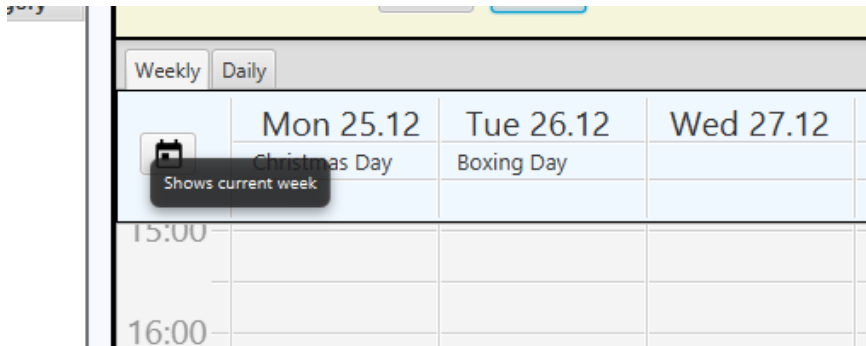 Weekly Daily
Mon 25.12 Tue 26.12 Wed 27.12
Christmas Day Boxing Day
Shows current week
15:00
16:00